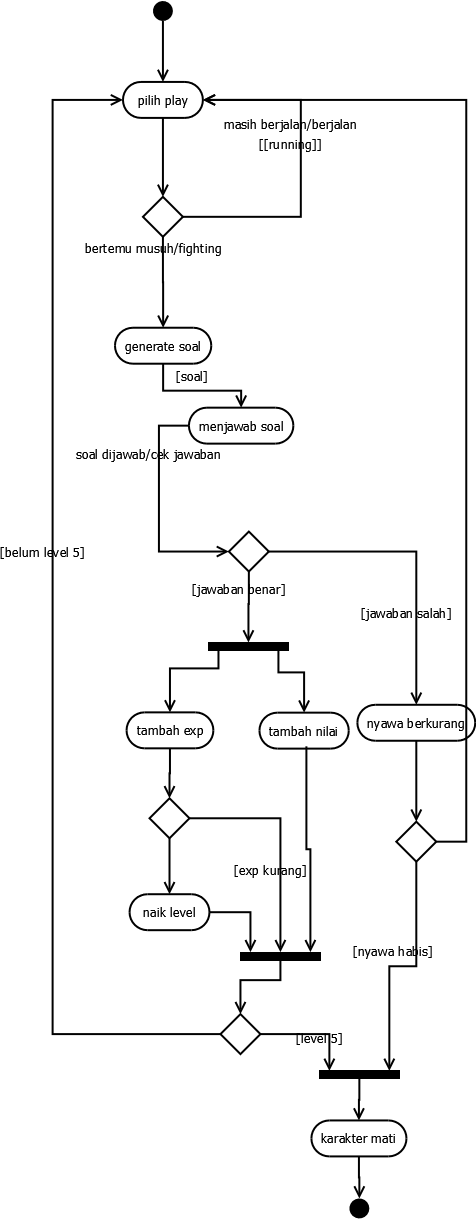 pilih play
masih berjalan/berjalan
[[running]]
bertemu musuh/fighting
generate soal
[soal]
menjawab soal
soal dijawab/cek jawaban
[belum level 5]
[jawaban benar]
[jawaban salah]
tambah exp
tambah nilai
nyawa berkurang
[exp kurang]
naik level
[nyawa habis]
[level 5]
karakter mati